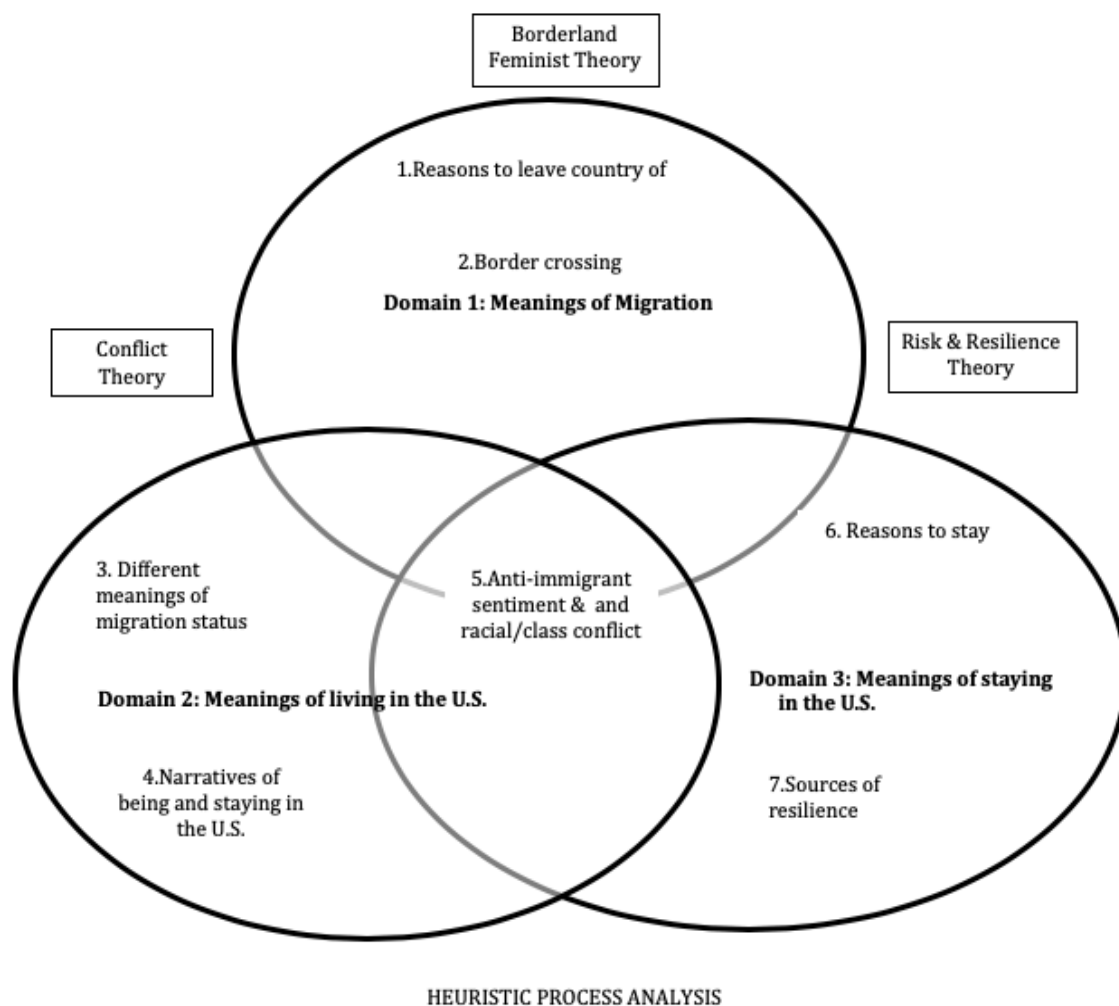 Borderland
Feminist Theory
1.Reasons to leave country of
2.Border crossing
Domain 1: Meanings of Migration
Conflict
Theory
Risk & Resilience
Theory
3. Different
meanings of
migration status
5.Anti-immigrant
sentiment &  and
racial/class conflict
6. Reasons to stay
Domain 2: Meanings of living in the U.S.
Domain 3: Meanings of staying
in the U.S.
4.Narratives of
being and staying in
the U.S.
7.Sources of
resilience
HEURISTIC PROCESS ANALYSIS